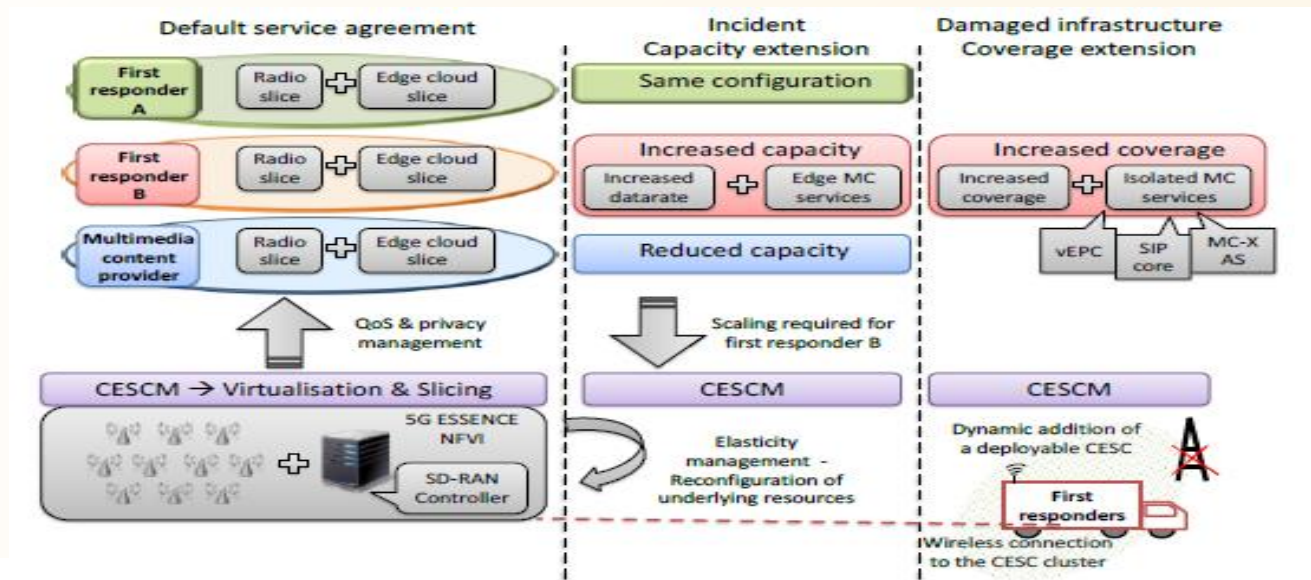 Default service agreement
First
responder
A
Radio
slice
Edge cloud
slice
First
responder
B
Radio
slice
Edge cloud
slice
Multimedia
content
provider
Radio
slice
Edge cloud
slice
QoS & privacy
management
CESCM → Virtualisation & Slicing
5G ESSENCE
NFVI
SD-RAN
Controller
Incident
Capacity extension
Same configuration
Increased capacity
Increased
datarate
Edge MC
services
Reduced capacity
Scaling required for
first responder B
CESCM
Elasticity
management -
Reconfiguration of
underlying resources
Damaged infrastructure
Coverage extension
Increased coverage
Increased
coverage
Isolated MC
services
vEPC
SIP
core
MC-X
AS
CESCM
Dynamic addition of
a deployable CESC
First
responders
Wireless connection
to the CESC cluster